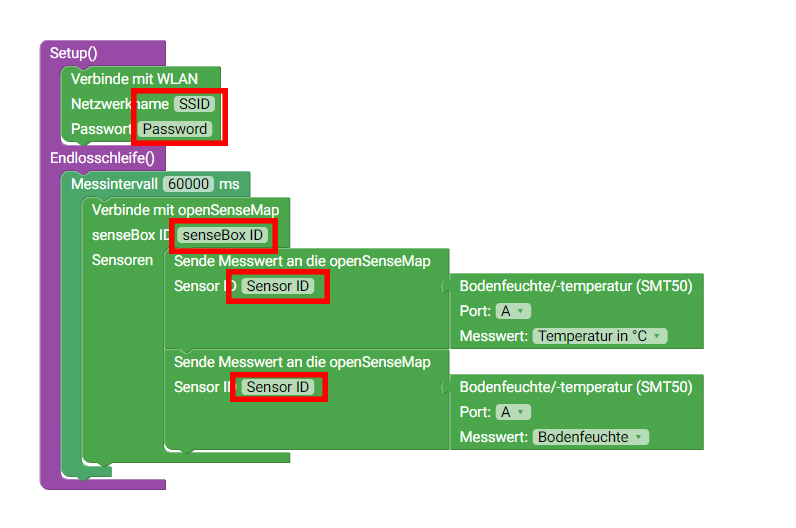 Setup()
Verbinde mit WLAN
Netzwerkname SSID
Passwort Password
Endlosschleife()
Messintervall 60000 ms
Verbinde mit openSenseMap
senseBox ID senseBox ID
Sensoren
Sende Messwert an die openSenseMap
Sensor ID Sensor ID
Bodenfeuchte/-temperatur (SMT50)
Port: A
Messwert: Temperatur in °C
Sende Messwert an die openSenseMap
Sensor ID Sensor ID
Bodenfeuchte/-temperatur (SMT50)
Port: A
Messwert: Bodenfeuchte